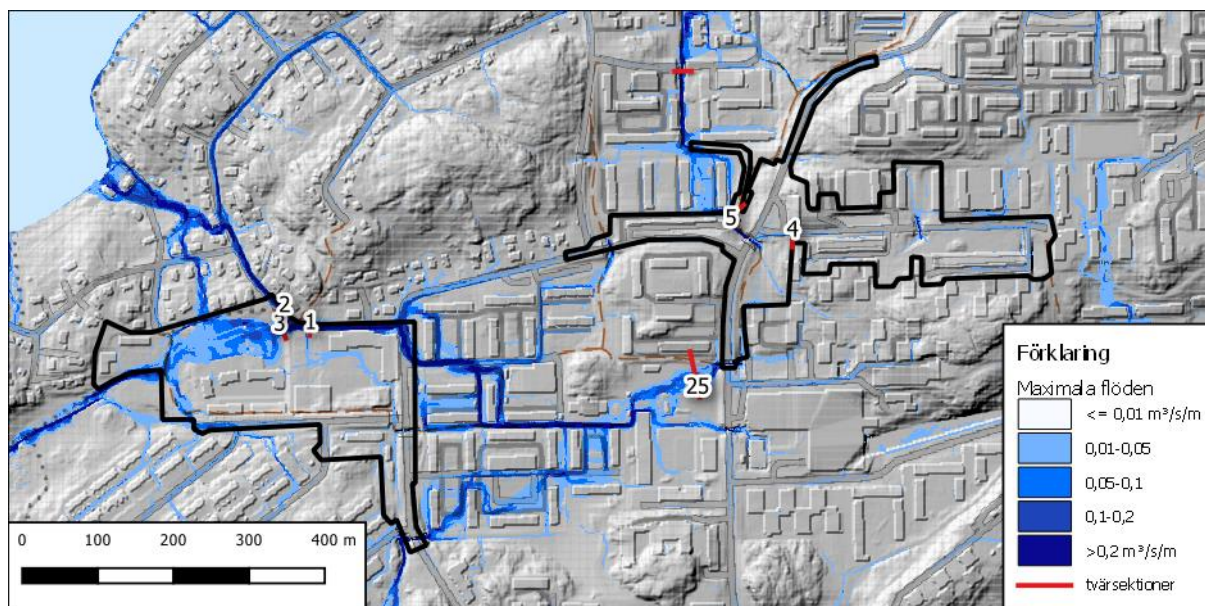 5
4
2
3 1
25
Förklaring
Maximala flöden
<= 0,01 m³/s/m
0,01-0,05
0,05-0,1
0,1-0,2
>0,2 m³/s/m
tvärsektioner
0 100 200 300 400 m